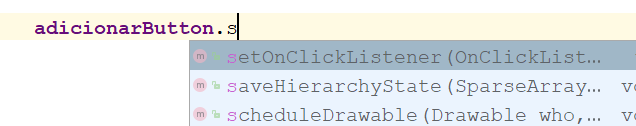 adicionarButton.s
m setOnClickListener(OnClickList...
m saveHierarchyState(SparseArray... vo
m scheduleDrawable(Drawable who,... vo